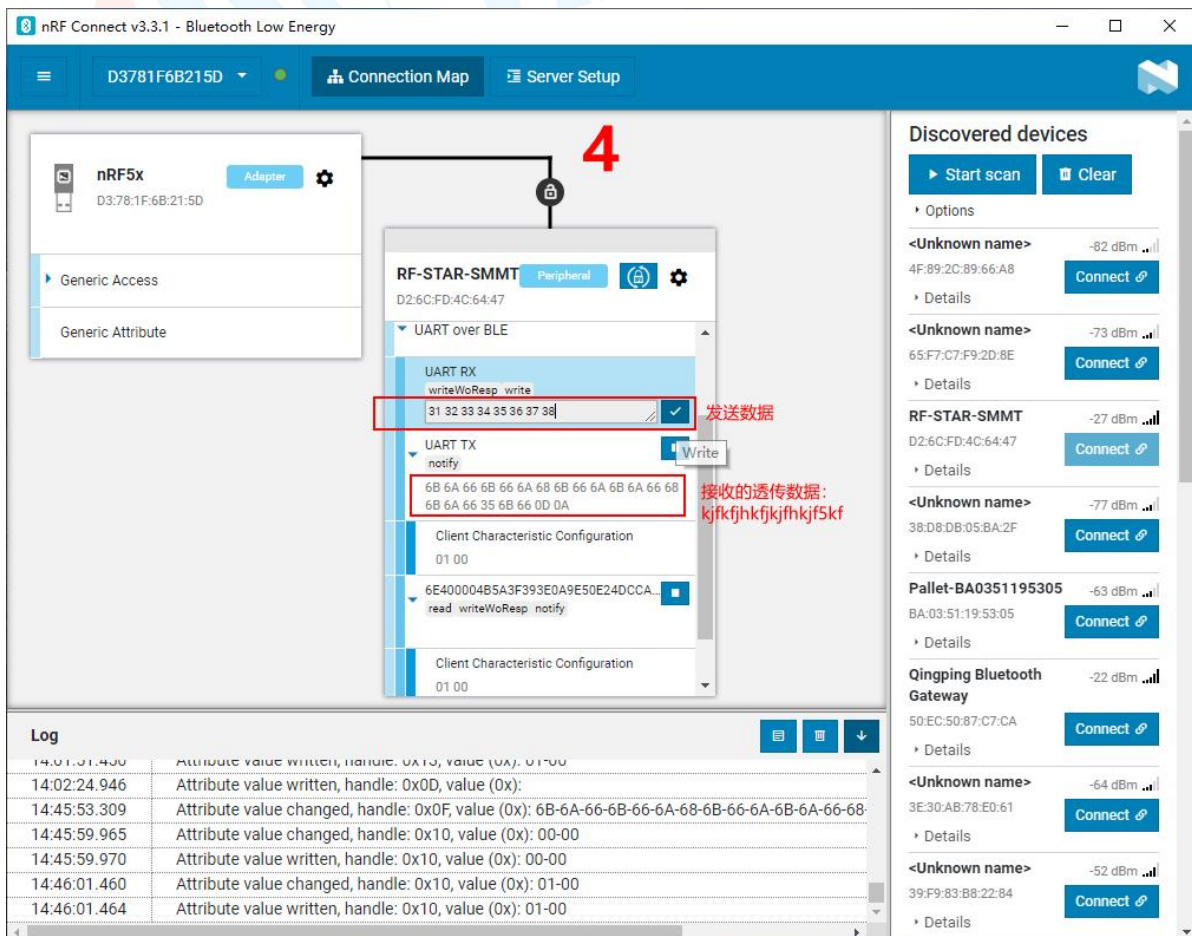 nRF Connect v3.3.1 - Bluetooth Low Energy
D3781F6B215D
Connection Map
Server Setup
4
nRF5x
Adapter
D3:78:1F:6B:21:5D
Generic Access
Generic Attribute
RF-STAR-SMMT
Peripheral
D2:6C:FD:4C:64:47
UART over BLE
UART RX
writeWoResp write
31 32 33 34 35 36 37 38
发送数据
UART TX
Write
notify
6B 6A 66 6B 66 6A 68 6B 66 6A 6B 6A 66 68
6B 6A 66 35 6B 66 0D 0A
接收的透传数据：
kjfkfjhkfjkjfhkjf5kf
Client Characteristic Configuration
01 00
6E400004B5A3F393E0A9E50E24DCCA...
read writeWoResp notify
Client Characteristic Configuration
01 00
Discovered devices
Start scan
Clear
Options
<Unknown name>
-82 dBm
4F:89:2C:89:66:A8
Connect
Details
<Unknown name>
-73 dBm
65:F7:C7:F9:2D:8E
Connect
Details
RF-STAR-SMMT
-27 dBm
D2:6C:FD:4C:64:47
Connect
Details
<Unknown name>
-77 dBm
38:D8:DB:05:BA:2F
Connect
Details
Pallet-BA0351195305
-63 dBm
BA:03:51:19:53:05
Connect
Details
Qingping Bluetooth
Gateway
-22 dBm
50:EC:50:87:C7:CA
Connect
Details
<Unknown name>
-64 dBm
3E:30:AB:78:E0:61
Connect
Details
<Unknown name>
-52 dBm
39:F9:83:B8:22:84
Connect
Details
Log
14:01:51.450 Attribute value written, handle: 0x13, value (0x): 01-00
14:02:24.946 Attribute value written, handle: 0x0D, value (0x):
14:45:53.309 Attribute value changed, handle: 0x0F, value (0x): 6B-6A-66-6B-66-6A-68-6B-66-6A-6B-6A-66-68-
14:45:59.965 Attribute value changed, handle: 0x10, value (0x): 00-00
14:45:59.970 Attribute value written, handle: 0x10, value (0x): 00-00
14:46:01.460 Attribute value changed, handle: 0x10, value (0x): 01-00
14:46:01.464 Attribute value written, handle: 0x10, value (0x): 01-00